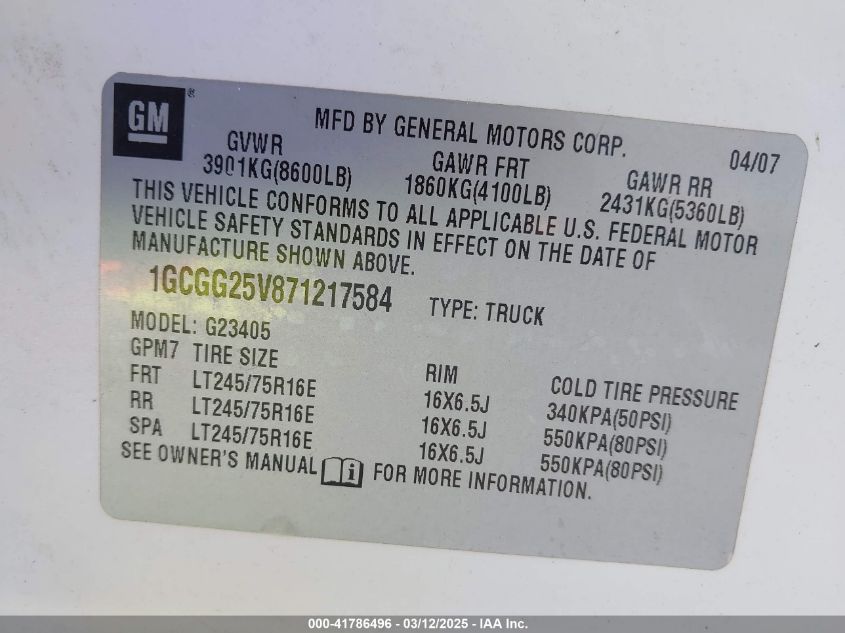 GM ®
MFD BY GENERAL MOTORS CORP.
04/07
GVWR GAWR FRT GAWR RR
3901KG(8600LB) 1860KG(4100LB) 2431KG(5360LB)
THIS VEHICLE CONFORMS TO ALL APPLICABLE U.S. FEDERAL MOTOR
VEHICLE SAFETY STANDARDS IN EFFECT ON THE DATE OF
MANUFACTURE SHOWN ABOVE.
1GCGG25V871217584 TYPE: TRUCK
MODEL: G23405
GPM7 TIRE SIZE RIM COLD TIRE PRESSURE
FRT LT245/75R16E 16X6.5J 340KPA(50PSI)
RR LT245/75R16E 16X6.5J 550KPA(80PSI)
SPA LT245/75R16E 16X6.5J 550KPA(80PSI)
SEE OWNER'S MANUAL i FOR MORE INFORMATION.
000-41786496 - 03/12/2025 - IAA Inc.